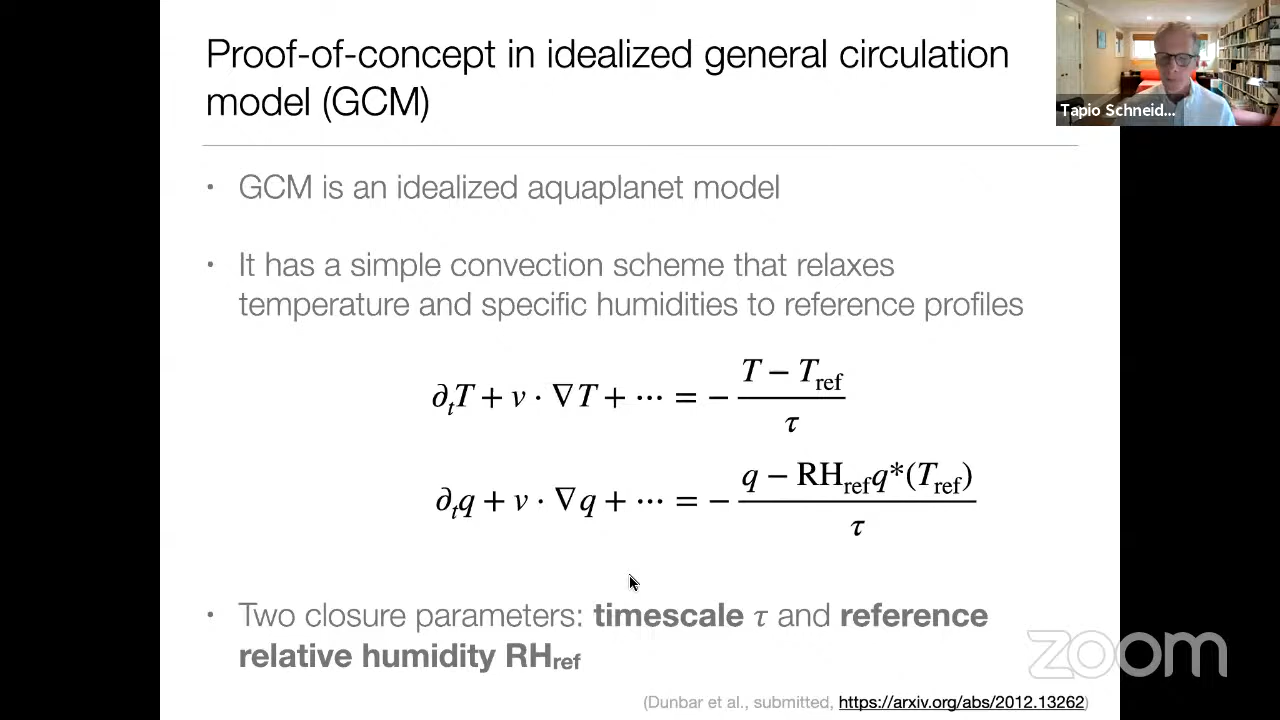 Proof-of-concept in idealized general circulation
model (GCM)
Tapio Schneid...
• GCM is an idealized aquaplanet model
• It has a simple convection scheme that relaxes
temperature and specific humidities to reference profiles
∂ₜT + v · ∇T + ⋯ = − (T − T_ref) / τ
∂ₜq + v · ∇q + ⋯ = − (q − RH_ref q*(T_ref)) / τ
• Two closure parameters: timescale τ and reference
relative humidity RH_ref
zoom
(Dunbar et al., submitted, https://arxiv.org/abs/2012.13262)